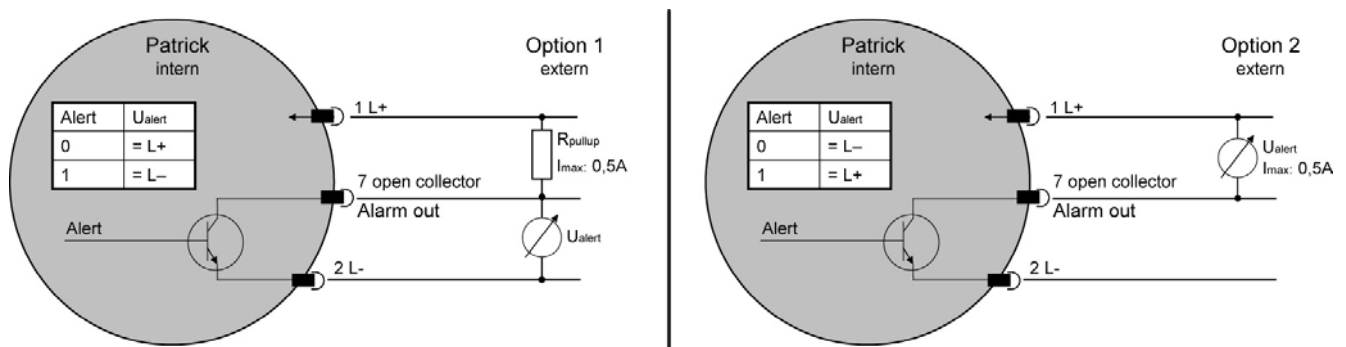 Patrick
intern
Option 1
extern
Alert Ualert
0 = L+
1 = L–
1 L+
Rpullup
Imax: 0,5A
7 open collector
Alarm out
Alert
Ualert
2 L-
Patrick
intern
Option 2
extern
Alert Ualert
0 = L–
1 = L+
1 L+
Ualert
Imax: 0,5A
7 open collector
Alarm out
Alert
2 L-